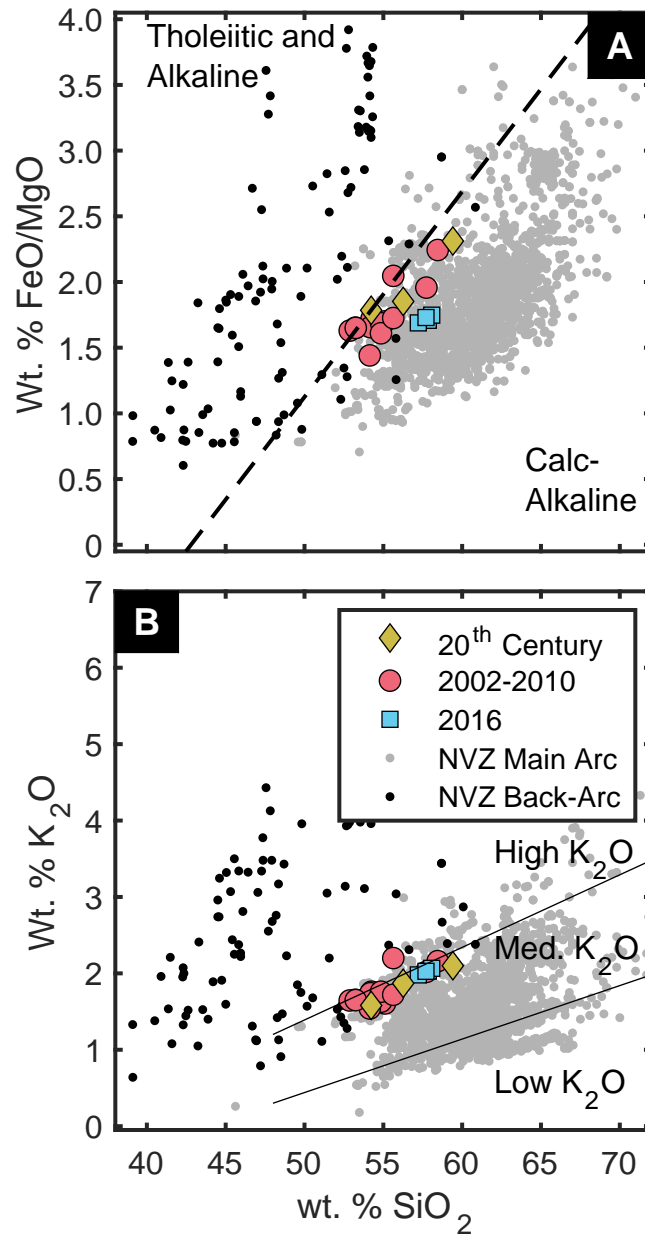 4.0
Tholeiitic and
Alkaline
A
3.5
3.0
2.5
2.0
1.5
1.0
0.5
0
Wt. % FeO/MgO
Calc-
Alkaline
7
B
6
5
4
3
2
1
0
Wt. % K₂O
20ᵗʰ Century
2002-2010
2016
NVZ Main Arc
NVZ Back-Arc
High K₂O
Med. K₂O
Low K₂O
40 45 50 55 60 65 70
wt. % SiO₂